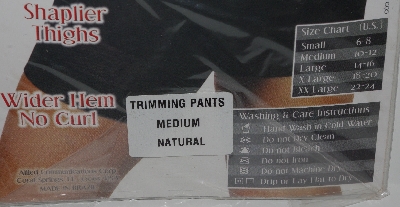 Shaplier
Thighs
Wider Hem
No Curl
TRIMMING PANTS
MEDIUM
NATURAL
Size Chart (U.S.)
Small 6-8
Medium 10-12
Large 14-16
X Large 18-20
XX Large 22-24
Washing & Care Instructions
Hand Wash in Cold Water
Do not Dry Clean
Do not Bleach
Do not Iron
Do not Machine Dry
Drip or Lay Flat to Dry
MADE IN BRAZIL